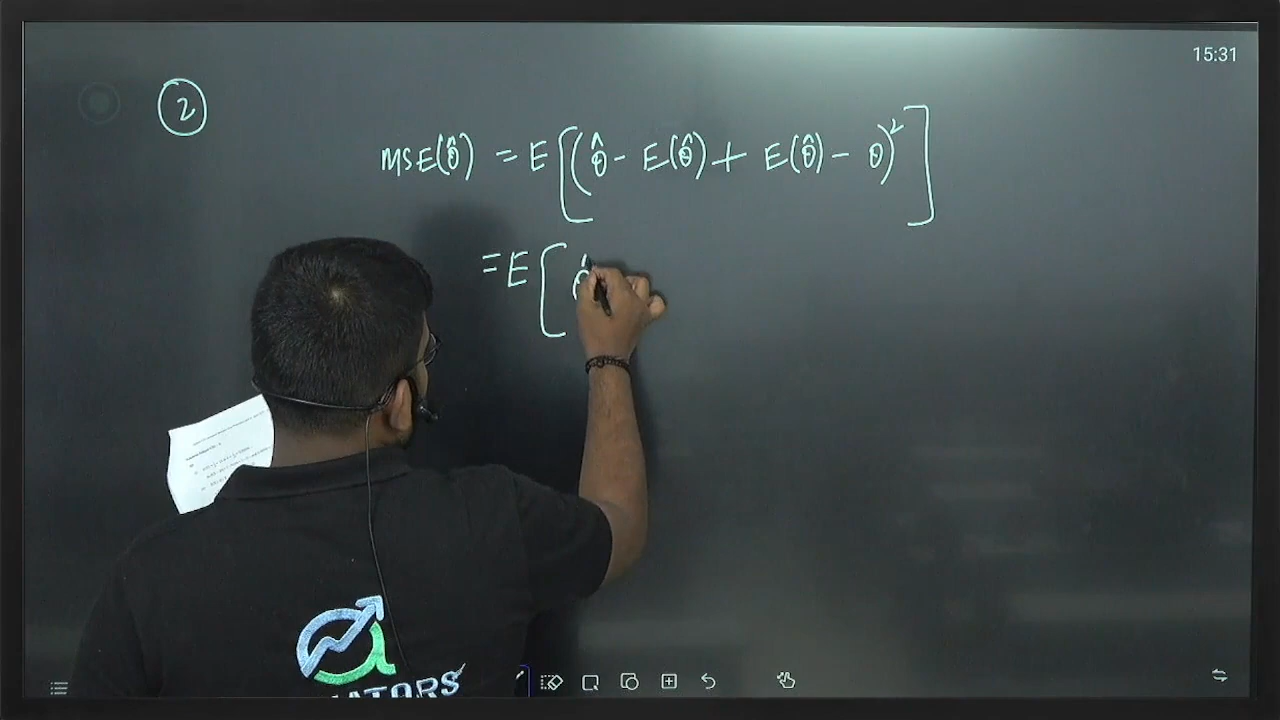 15:31
②
MSE(θ̂) = E[(θ̂ - E(θ̂) + E(θ̂) - θ)²]
= E[θ̂